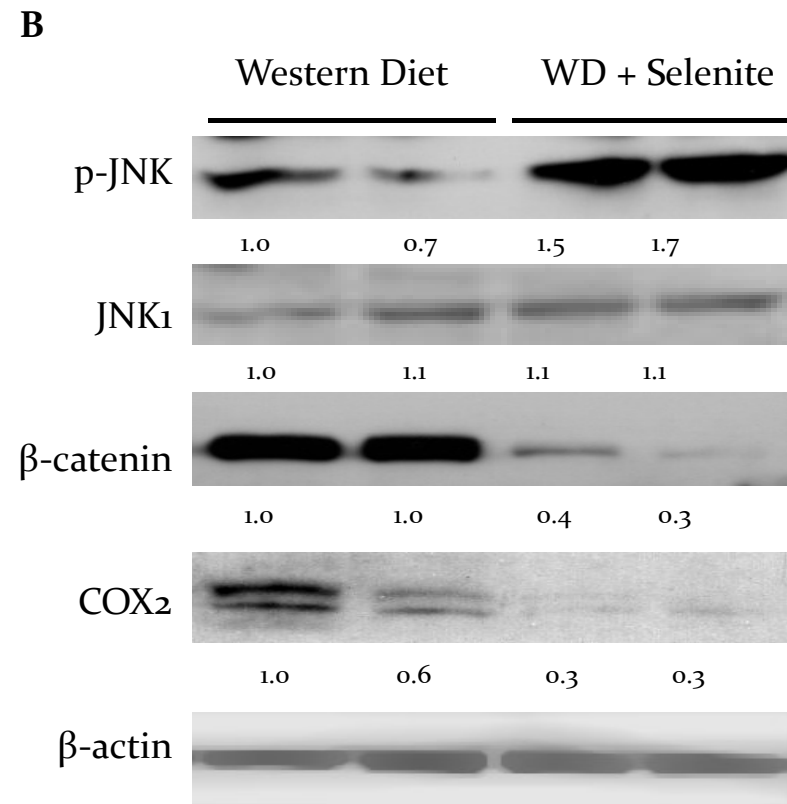 B
Western Diet WD + Selenite
p-JNK
1.0 0.7 1.5 1.7
JNK1
1.0 1.1 1.1 1.1
β-catenin
1.0 1.0 0.4 0.3
COX2
1.0 0.6 0.3 0.3
β-actin